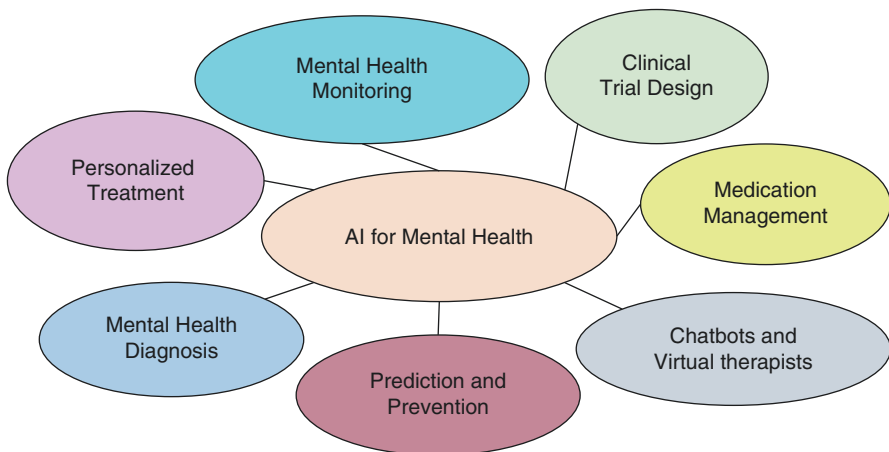 Mental Health
Monitoring
Clinical
Trial Design
Personalized
Treatment
Medication
Management
AI for Mental Health
Mental Health
Diagnosis
Chatbots and
Virtual therapists
Prediction and
Prevention